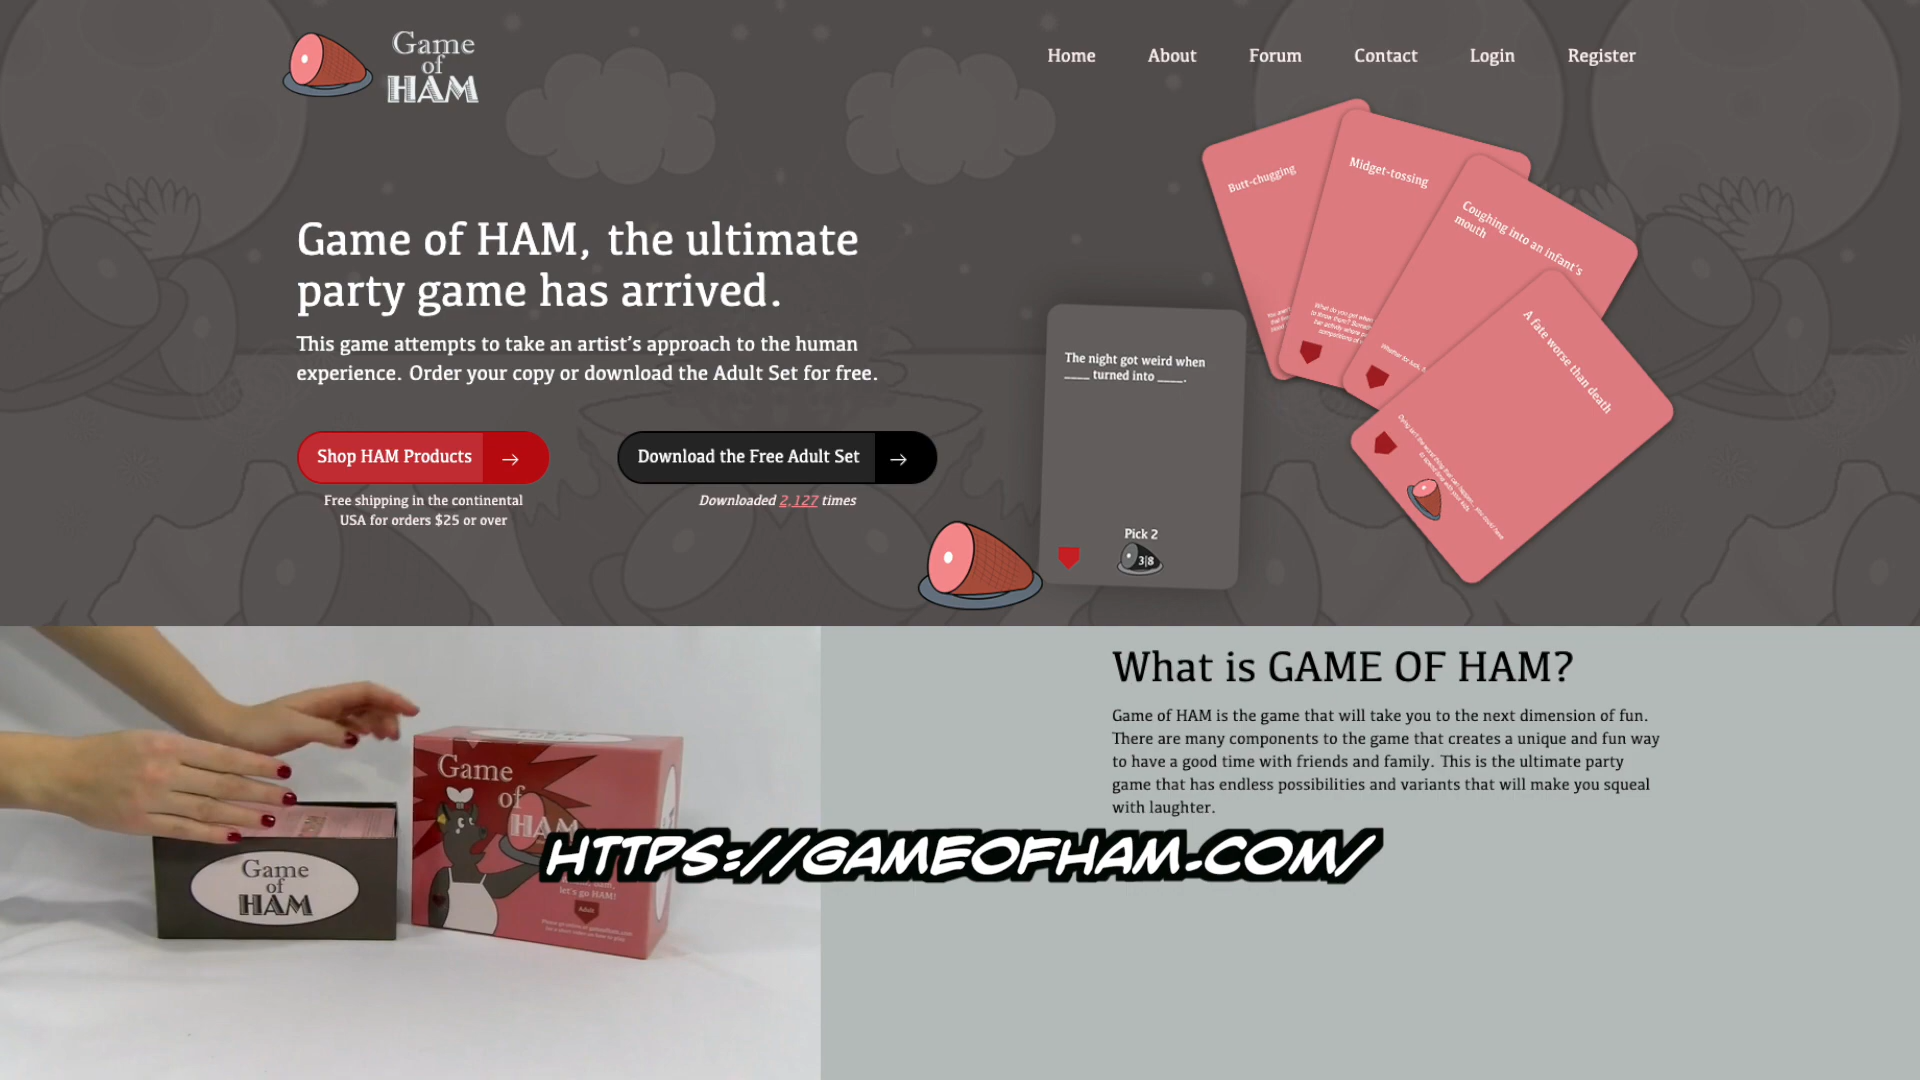 Game
of
HAM
Home
About
Forum
Contact
Login
Register
Game of HAM, the ultimate
party game has arrived.
This game attempts to take an artist's approach to the human
experience. Order your copy or download the Adult Set for free.
Shop HAM Products
Download the Free Adult Set
Free shipping in the continental
USA for orders $25 or over
Downloaded 2,127 times
The night got weird when
____ turned into ____.
Pick 2
3|8
Butt-chugging
Midget-tossing
Coughing into an infant's
mouth
A fate worse than death
What is GAME OF HAM?
Game of HAM is the game that will take you to the next dimension of fun.
There are many components to the game that creates a unique and fun way
to have a good time with friends and family. This is the ultimate party
game that has endless possibilities and variants that will make you squeal
with laughter.
Game
of
HAM
Game
of
HAM
let's go HAM!
Adult
HTTPS://GAMEOFHAM.COM/